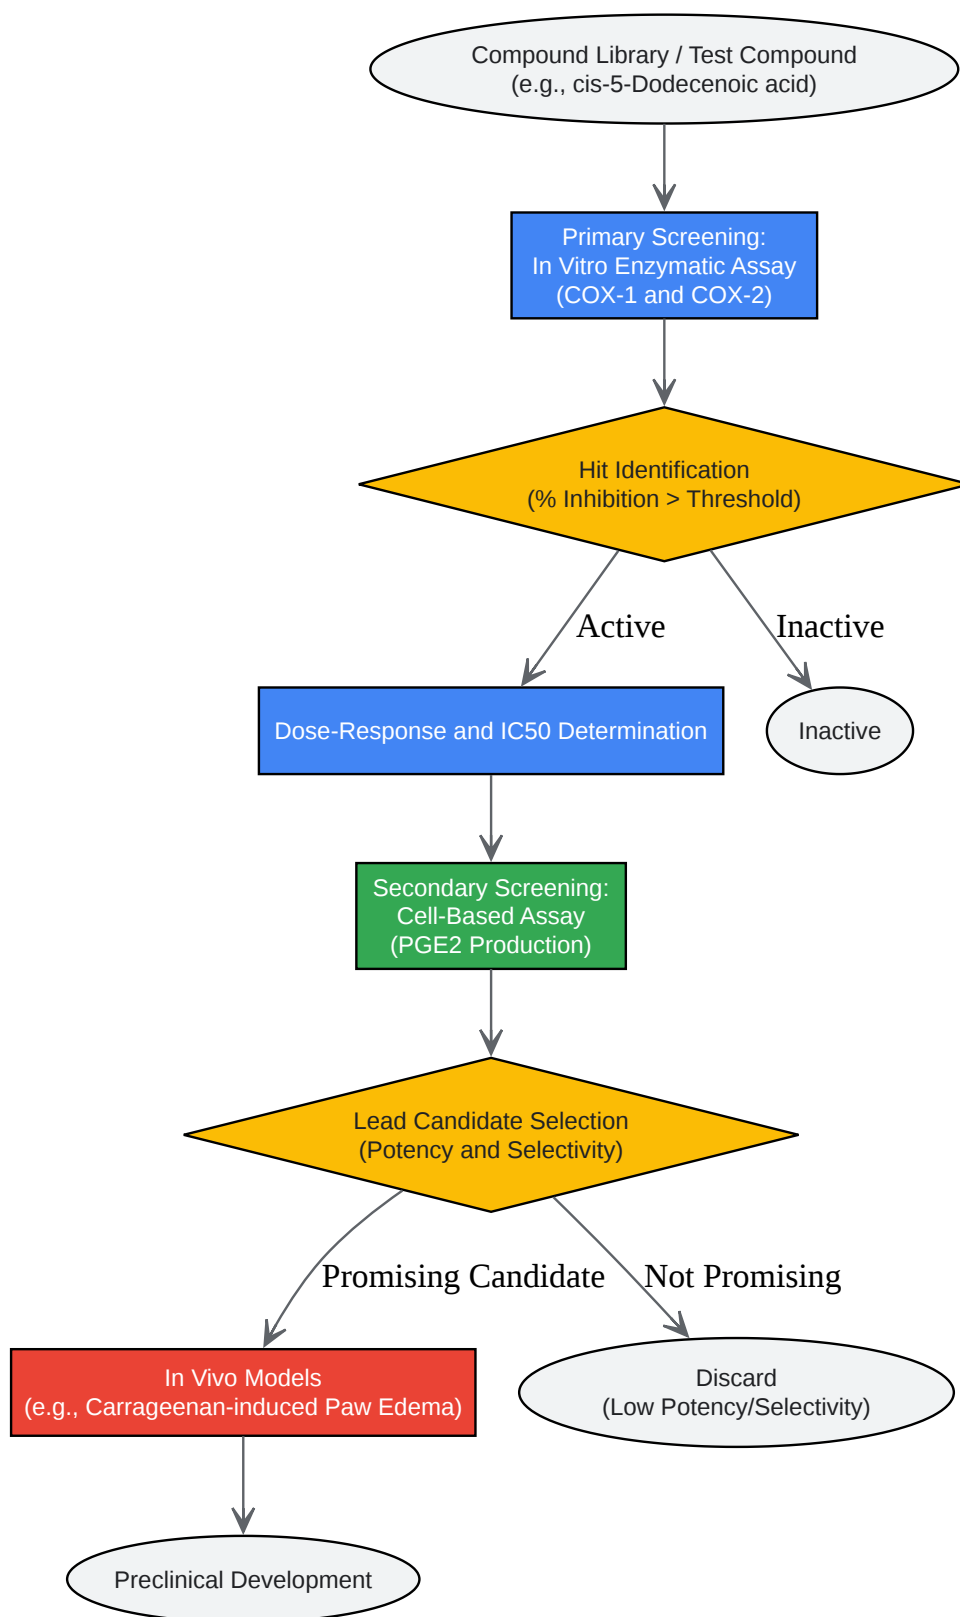 Compound Library / Test Compound
(e.g., cis-5-Dodecenoic acid)
Primary Screening:
In Vitro Enzymatic Assay
(COX-1 and COX-2)
Hit Identification
(% Inhibition > Threshold)
Active
Inactive
Dose-Response and IC50 Determination
Inactive
Secondary Screening:
Cell-Based Assay
(PGE2 Production)
Lead Candidate Selection
(Potency and Selectivity)
Promising Candidate
Not Promising
In Vivo Models
(e.g., Carrageenan-induced Paw Edema)
Discard
(Low Potency/Selectivity)
Preclinical Development